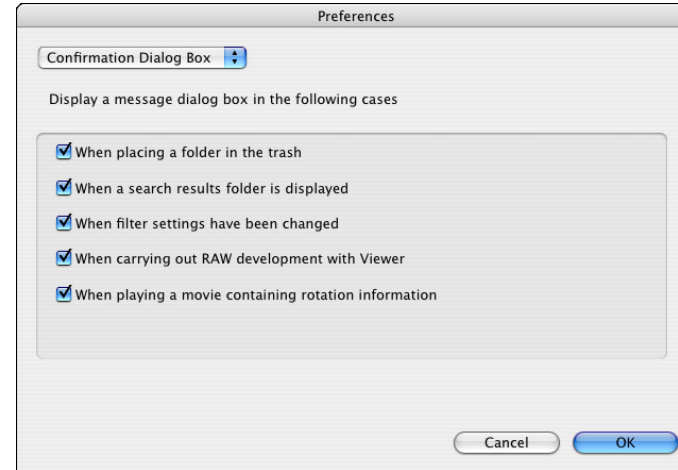 Preferences
Confirmation Dialog Box
Display a message dialog box in the following cases
When placing a folder in the trash
When a search results folder is displayed
When filter settings have been changed
When carrying out RAW development with Viewer
When playing a movie containing rotation information
Cancel OK